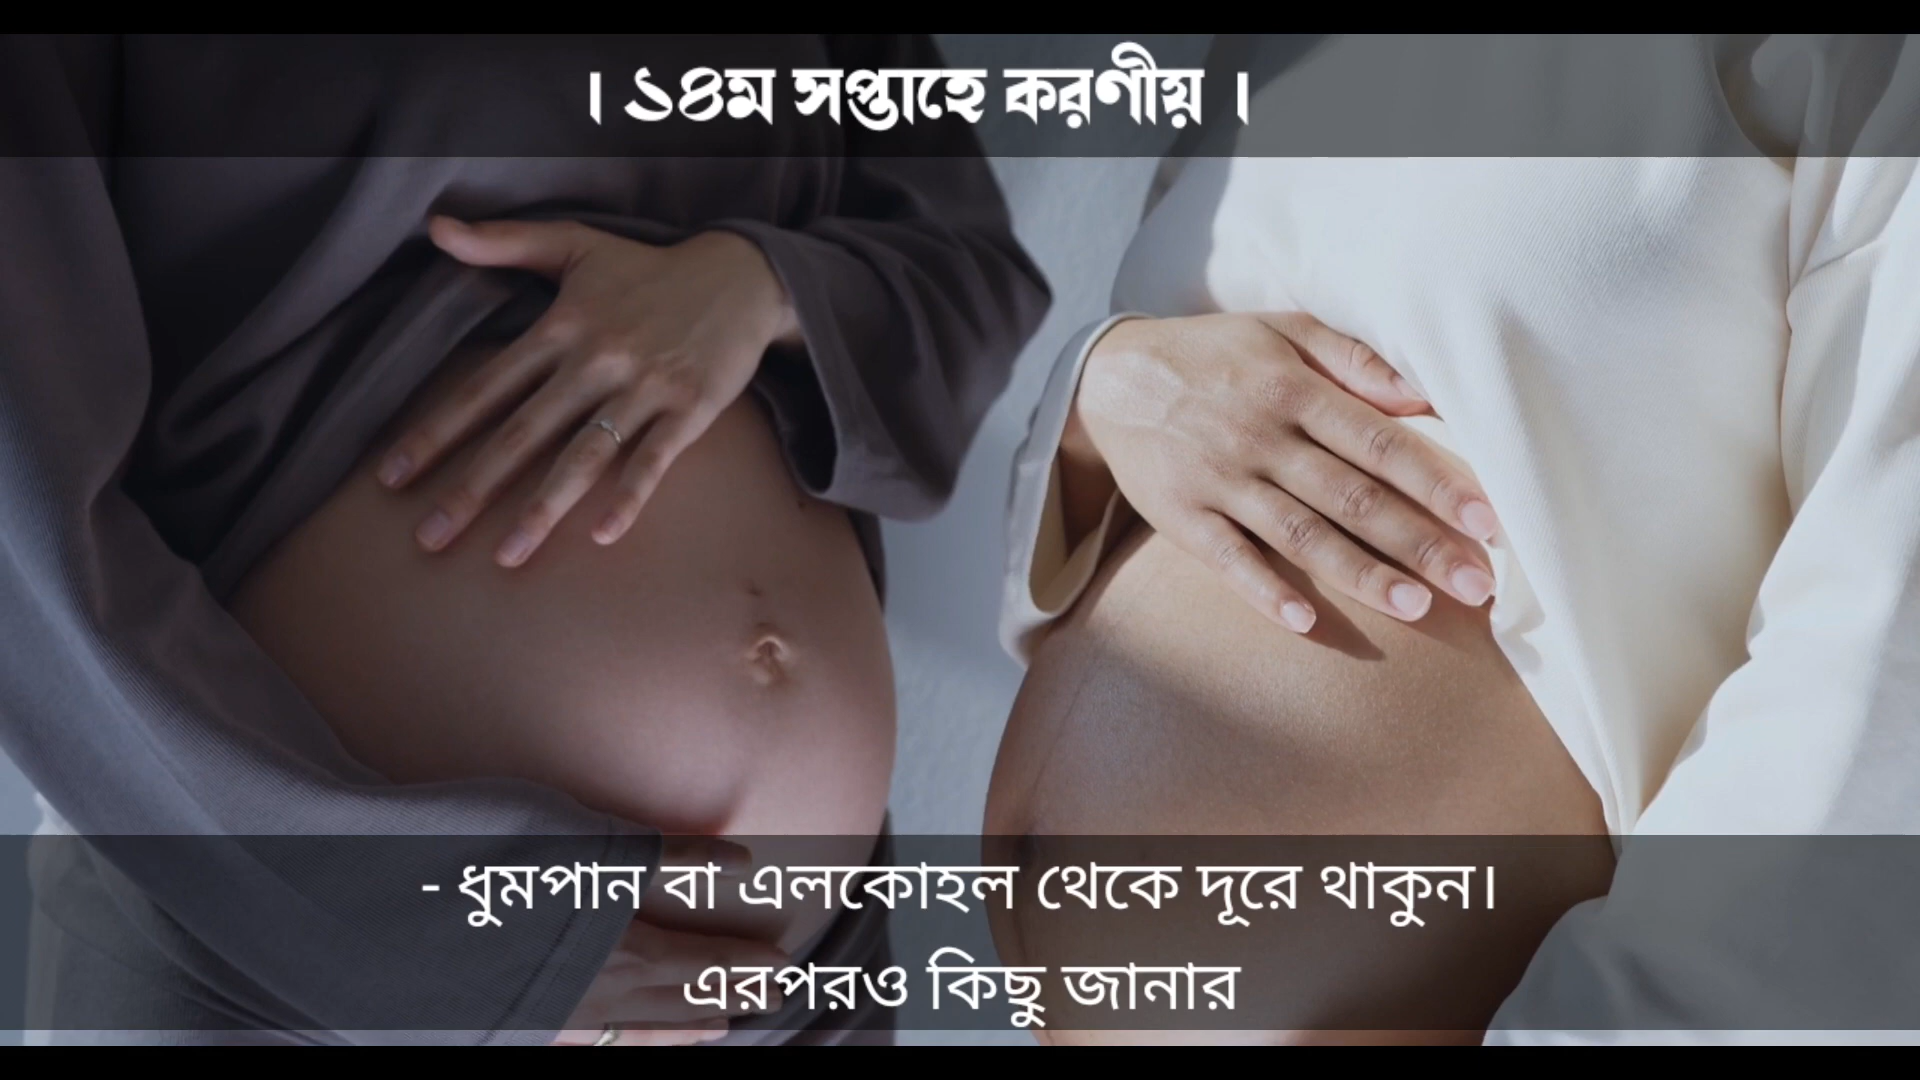 । ১৪ম সপ্তাহে করণীয় ।
- ধুমপান বা এলকোহল থেকে দূরে থাকুন।
এরপরও কিছু জানার